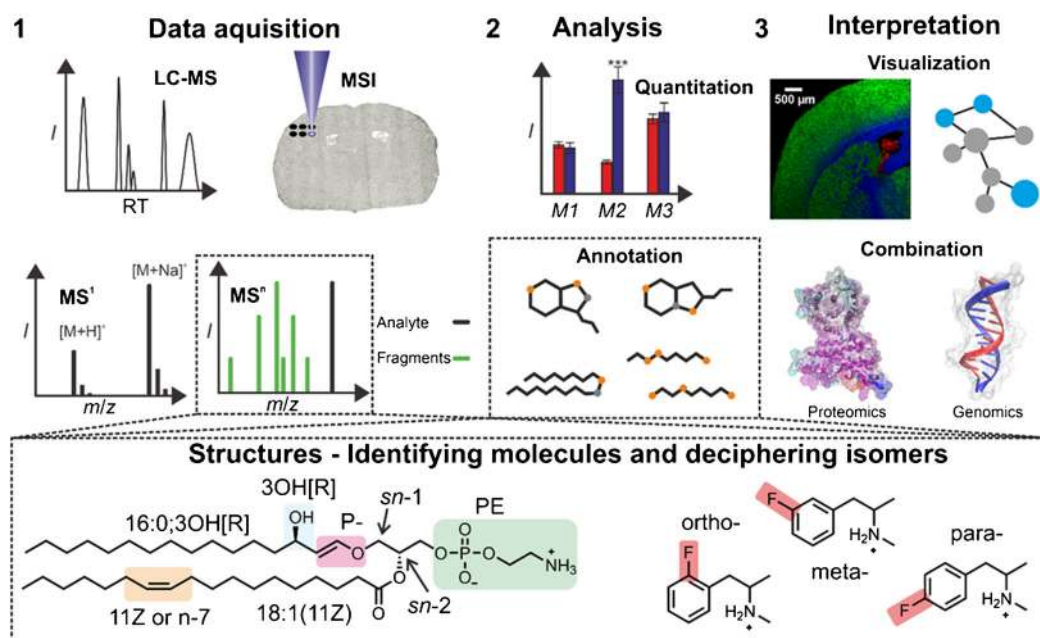 1 Data aquisition
LC-MS
I
RT
MSI
MS¹
[M+H]⁺
[M+Na]⁺
I
m/z
MSⁿ
I
m/z
Analyte
Fragments
2 Analysis
Quantitation
***
I
M1 M2 M3
Annotation
3 Interpretation
Visualization
500 µm
Combination
Proteomics
Genomics
Structures - Identifying molecules and deciphering isomers
3OH[R]
16:0;3OH[R]
OH
P-
sn-1
PE
O
O
O
P
O
O⁻
O
NH₃
+
O
O
sn-2
11Z or n-7
18:1(11Z)
ortho-
F
H₂N
+
F
H₂N
+
meta-
para-
F
H₂N
+